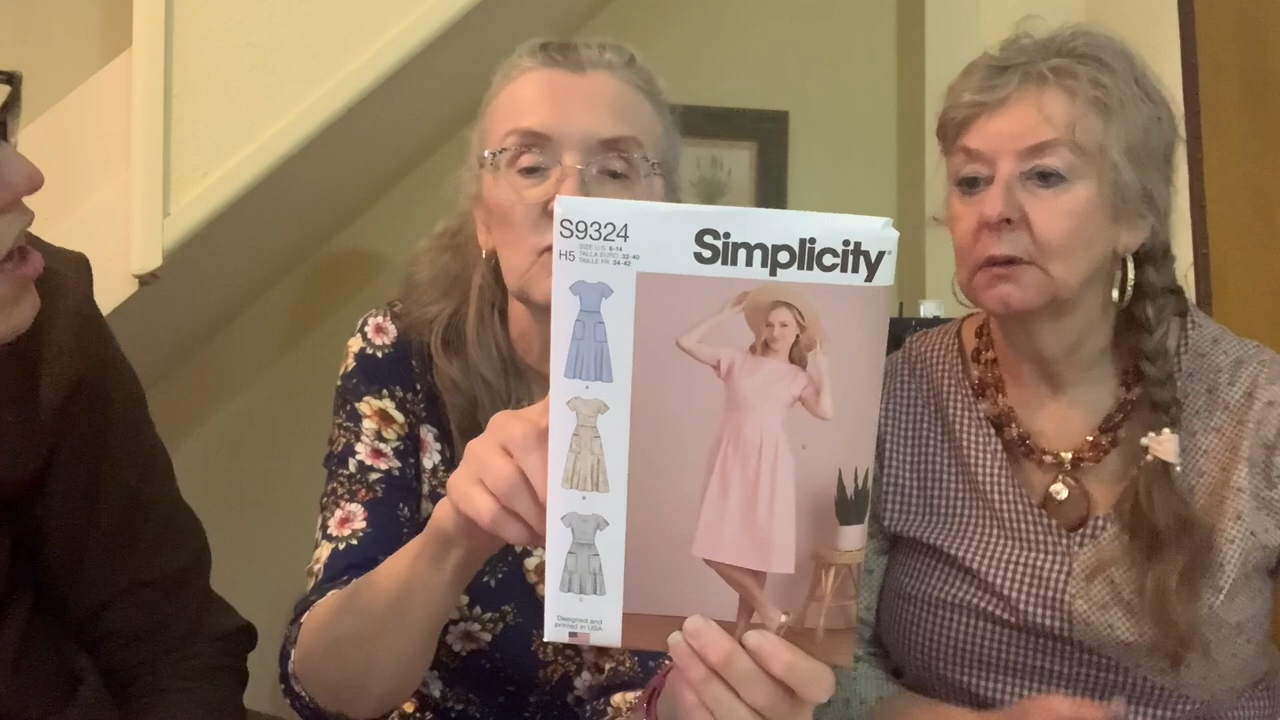 S9324
H5
SIZE U.S. 6-14
TALLA EURO. 32-40
TAILLE FR. 34-42
Simplicity
A
B
C
Designed and
printed in USA.